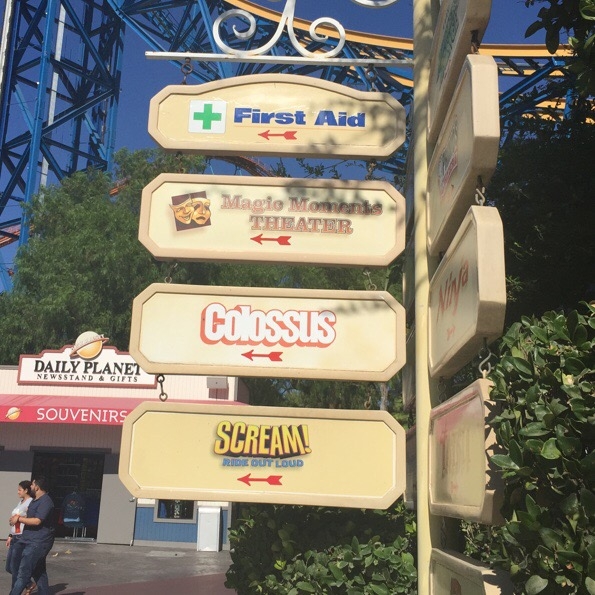 First Aid
Magic Moments
THEATER
Colossus
SCREAM!
RIDE OUT LOUD
DAILY PLANET
NEWSSTAND & GIFTS
SOUVENIRS
Ninja